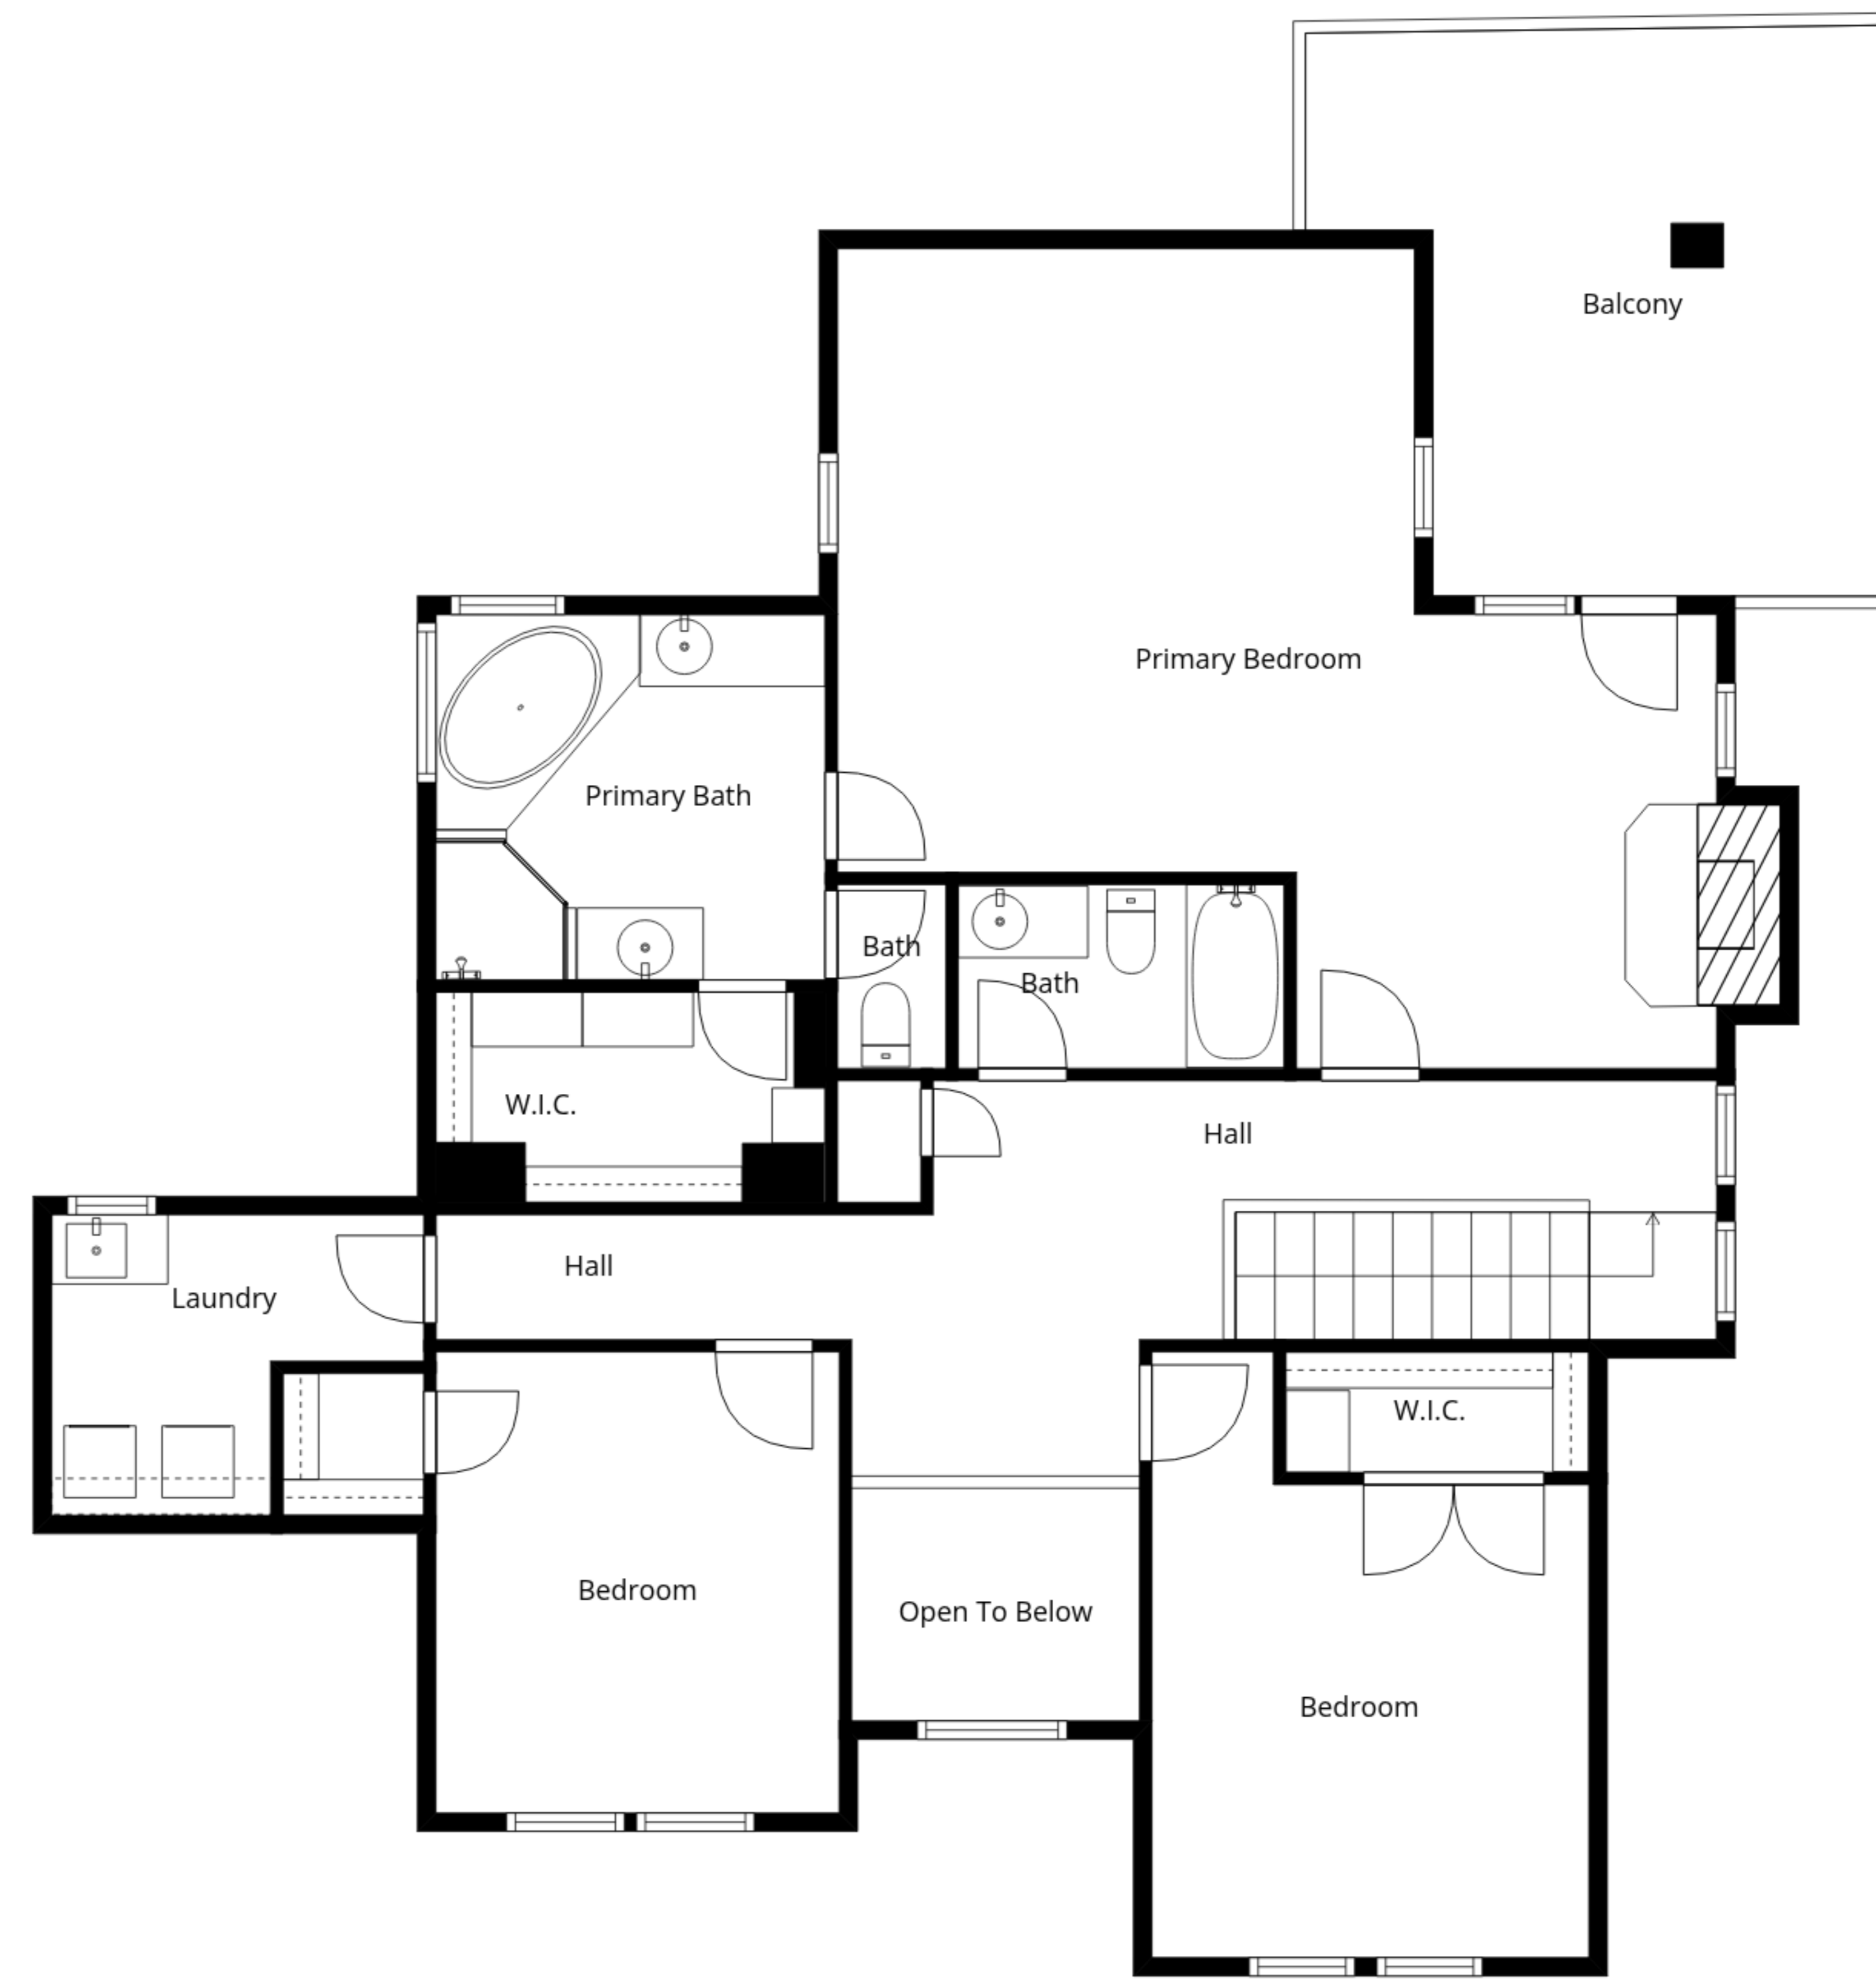 Balcony
Primary Bedroom
Primary Bath
Bath
Bath
W.I.C.
Hall
Hall
Laundry
W.I.C.
Bedroom
Open To Below
Bedroom